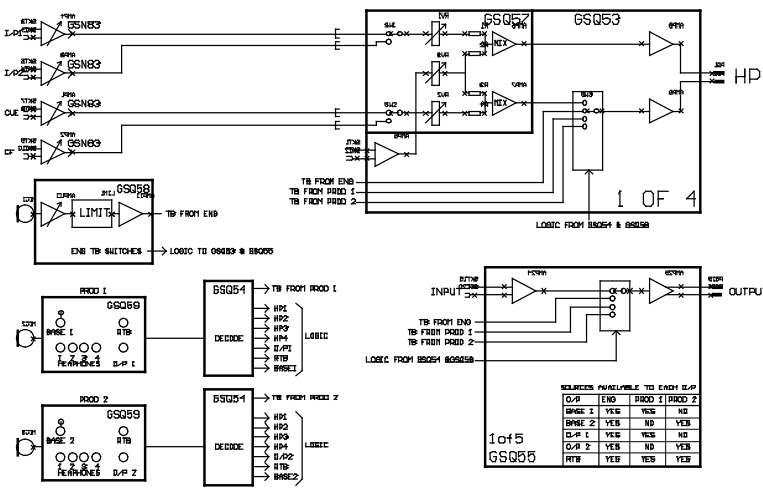 I/P1
GSN83
GSQ57
GSQ53
I/P2
GSN83
MIX
HP
CUE
GSN83
SW2
MIX
CF
GSN83
TB FROM ENG
TB FROM PROD 1
TB FROM PROD 2
1 OF 4
LOGIC FROM GSQ54 & GSQ58
GSQ58
LIMIT
TB FROM ENG
ENG TB SWITCHES
LOGIC TO GSQ53 & GSQ55
PROD 1
GSQ59
BASE 1
RTB
1 2 3 4
HEAPHONES
O/P 1
GSQ54
DECODE
TB FROM PROD 1
HP1
HP2
HP3
HP4
O/P1
RTB
BASE1
LOGIC
PROD 2
GSQ59
BASE 2
RTB
1 2 3 4
HEAPHONES
O/P 2
GSQ54
DECODE
TB FROM PROD 2
HP1
HP2
HP3
HP4
O/P2
RTB
BASE2
LOGIC
INPUT
OUTPU
TB FROM ENG
TB FROM PROD 1
TB FROM PROD 2
LOGIC FROM GSQ54 &GSQ58
SOURCES AVAILABLE TO EACH O/P
O/P ENG PROD 1 PROD 2
BASE 1 YES YES NO
BASE 2 YES NO YES
O/P 1 YES YES NO
O/P 2 YES NO YES
RTB YES YES YES
1of5
GSQ55